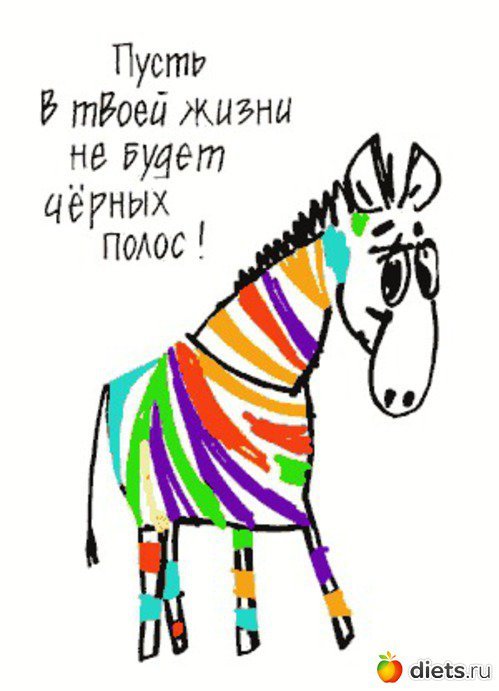 Пусть
в твоей жизни
не будет
чёрных
полос!
diets.ru